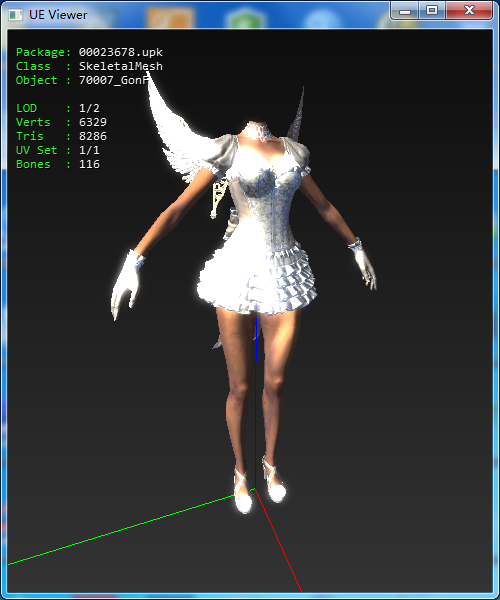 UE Viewer
Package: 00023678.upk
Class : SkeletalMesh
Object : 70007_GonF
LOD : 1/2
Verts : 6329
Tris : 8286
UV Set : 1/1
Bones : 116